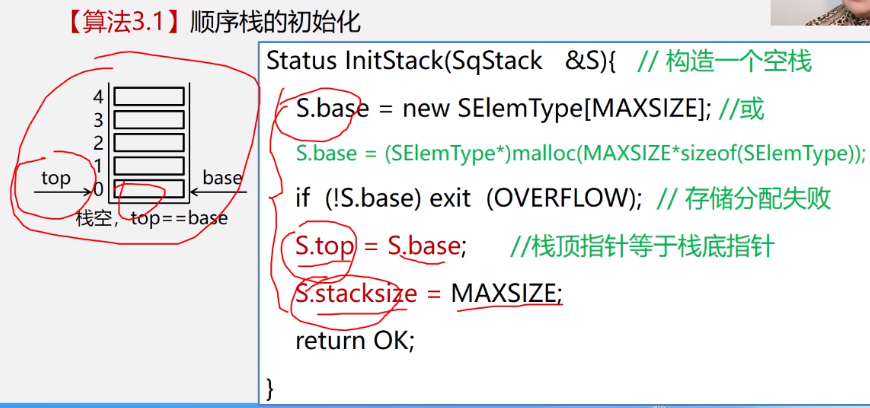 【算法3.1】顺序栈的初始化
4
3
2
1
0
top
base
栈空，top==base
Status InitStack(SqStack &S){ // 构造一个空栈
S.base = new SElemType[MAXSIZE]; //或
S.base = (SElemType*)malloc(MAXSIZE*sizeof(SElemType));
if (!S.base) exit (OVERFLOW); // 存储分配失败
S.top = S.base; //栈顶指针等于栈底指针
S.stacksize = MAXSIZE;
return OK;
}